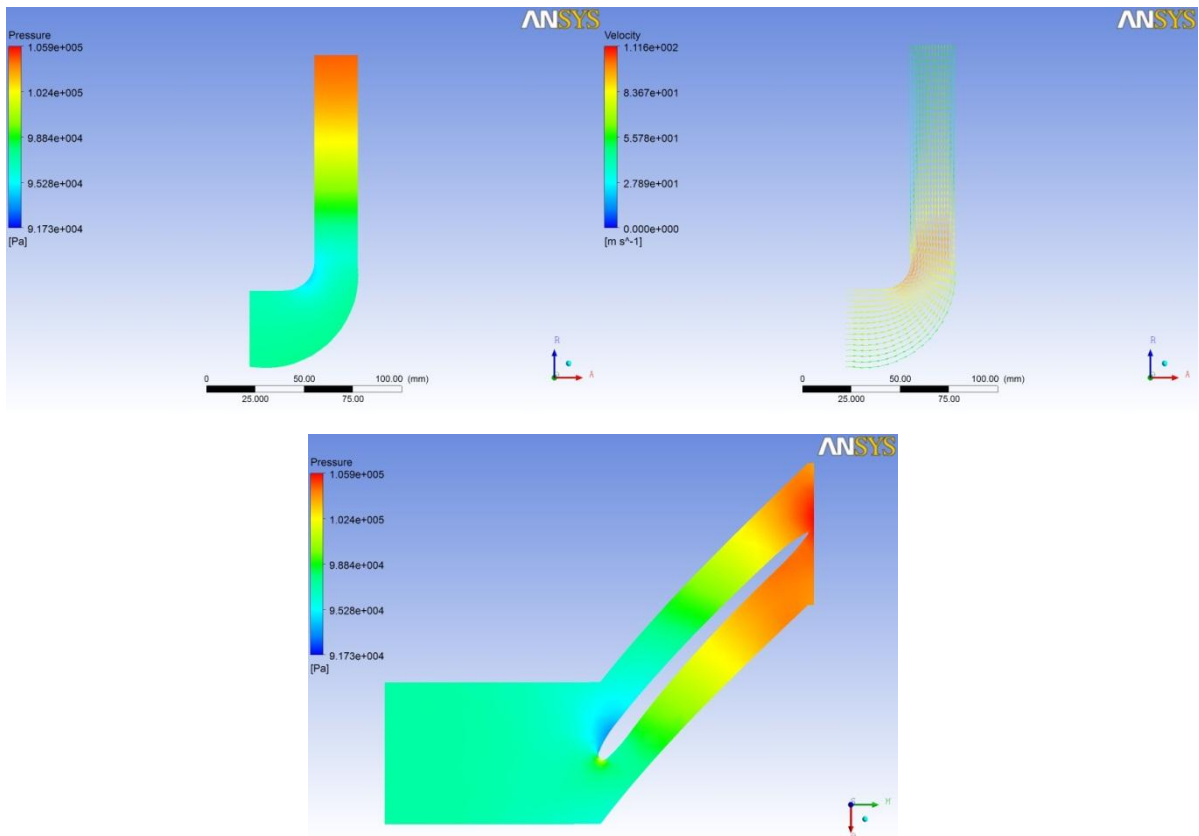 ANSYS
Pressure
1.059e+005
1.024e+005
9.884e+004
9.528e+004
9.173e+004
[Pa]
R
A
0 50.00 100.00 (mm)
25.000 75.00
ANSYS
Velocity
1.116e+002
8.367e+001
5.578e+001
2.789e+001
0.000e+000
[m s^-1]
R
A
0 50.00 100.00 (mm)
25.000 75.00
ANSYS
Pressure
1.059e+005
1.024e+005
9.884e+004
9.528e+004
9.173e+004
[Pa]